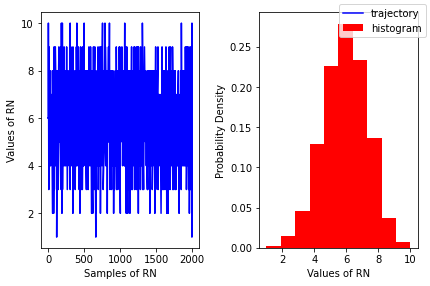 trajectory
histogram
10
8
6
4
2
Values of RN
0 500 1000 1500 2000
Samples of RN
0.25
0.20
0.15
0.10
0.05
0.00
Probability Density
2 4 6 8 10
Values of RN